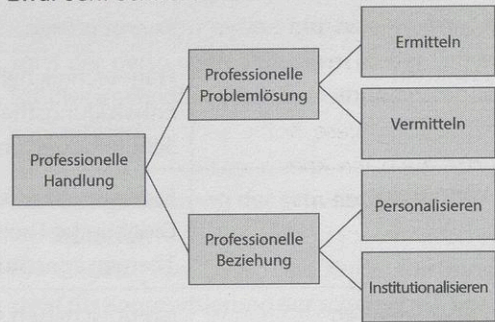 Ermitteln
Professionelle
Problemlösung
Vermitteln
Professionelle
Handlung
Personalisieren
Professionelle
Beziehung
Institutionalisieren